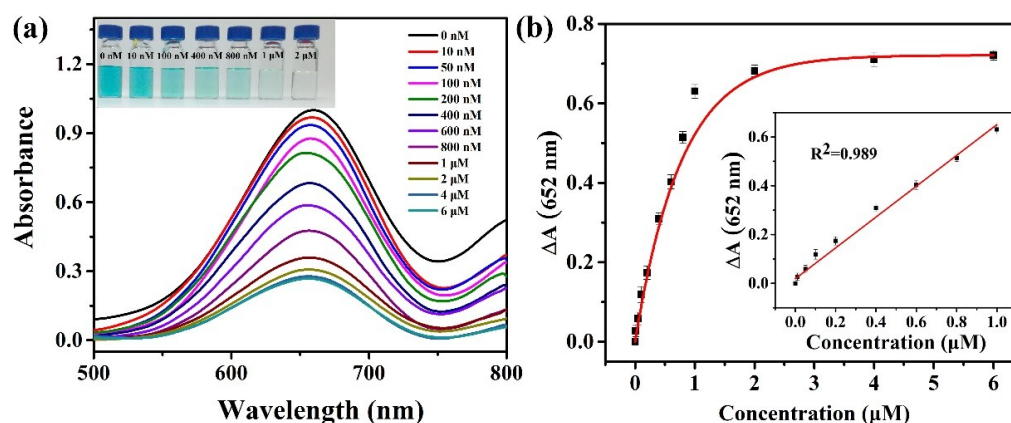 (a)
0 nM 10 nM 100 nM 400 nM 800 nM 1 μM 2 μM
0 nM
10 nM
50 nM
100 nM
200 nM
400 nM
600 nM
800 nM
1 μM
2 μM
4 μM
6 μM
Absorbance
1.2
0.9
0.6
0.3
0.0
500 600 700 800
Wavelength (nm)
(b)
ΔA (652 nm)
0.8
0.6
0.4
0.2
0.0
0 1 2 3 4 5 6
Concentration (μM)
R²=0.989
ΔA (652 nm)
0.6
0.4
0.2
0.0
0.0 0.2 0.4 0.6 0.8 1.0
Concentration (μM)